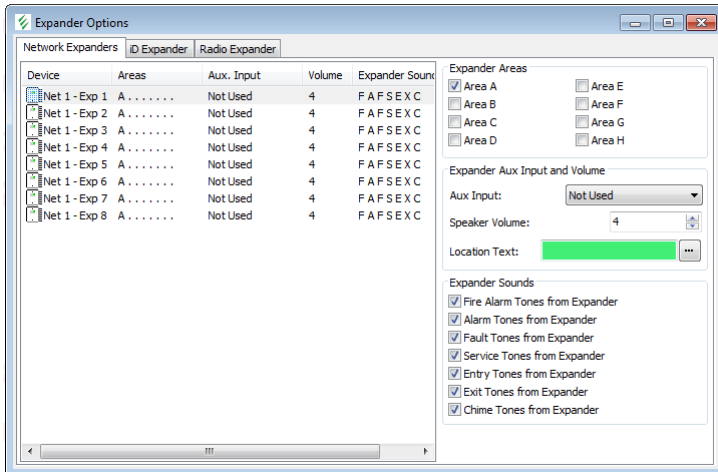 Expander Options
Network Expanders iD Expander Radio Expander
Device Areas Aux. Input Volume Expander Sound
Net 1 - Exp 1 A . . . . . . . Not Used 4 F A F S E X C
Net 1 - Exp 2 A . . . . . . . Not Used 4 F A F S E X C
Net 1 - Exp 3 A . . . . . . . Not Used 4 F A F S E X C
Net 1 - Exp 4 A . . . . . . . Not Used 4 F A F S E X C
Net 1 - Exp 5 A . . . . . . . Not Used 4 F A F S E X C
Net 1 - Exp 6 A . . . . . . . Not Used 4 F A F S E X C
Net 1 - Exp 7 A . . . . . . . Not Used 4 F A F S E X C
Net 1 - Exp 8 A . . . . . . . Not Used 4 F A F S E X C
Expander Areas
Area A Area E
Area B Area F
Area C Area G
Area D Area H
Expander Aux Input and Volume
Aux Input: Not Used
Speaker Volume: 4
Location Text: ...
Expander Sounds
Fire Alarm Tones from Expander
Alarm Tones from Expander
Fault Tones from Expander
Service Tones from Expander
Entry Tones from Expander
Exit Tones from Expander
Chime Tones from Expander